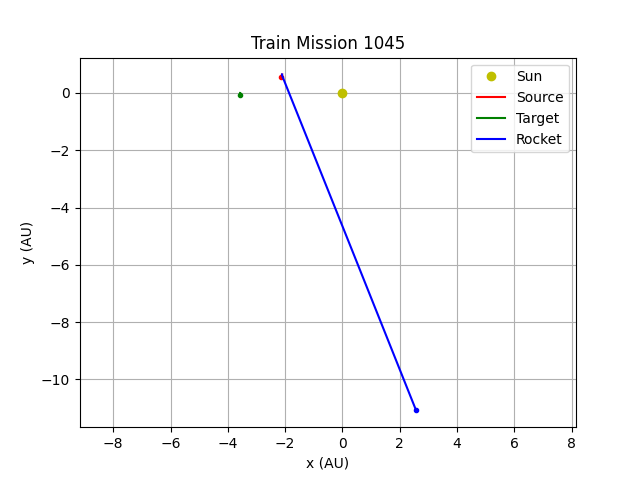 Train Mission 1045
Sun
Source
Target
Rocket
0
−2
−4
−6
−8
−10
y (AU)
−8
−6
−4
−2
0
2
4
6
8
x (AU)